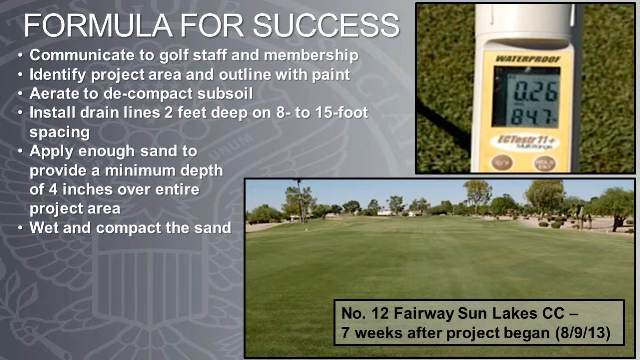 FORMULA FOR SUCCESS
• Communicate to golf staff and membership
• Identify project area and outline with paint
• Aerate to de-compact subsoil
• Install drain lines 2 feet deep on 8- to 15-foot
spacing
• Apply enough sand to
provide a minimum depth
of 4 inches over entire
project area
• Wet and compact the sand
WATERPROOF
0.26
84.7
ECTestr 11+
MultiRange
No. 12 Fairway Sun Lakes CC –
7 weeks after project began (8/9/13)